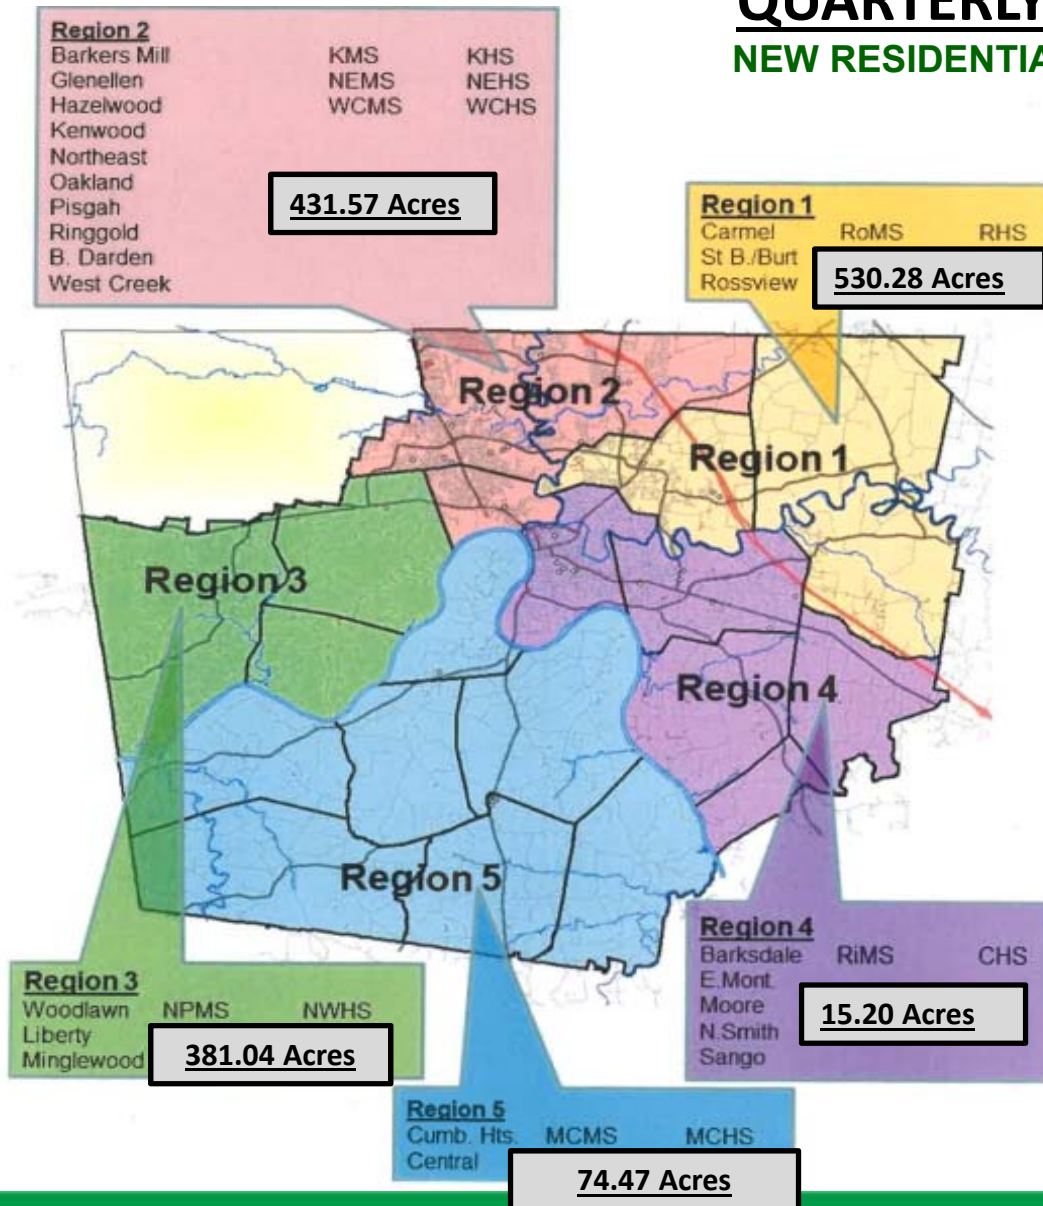 QUARTERLY
NEW RESIDENTIA
Region 2
Barkers Mill KMS KHS
Glenellen NEMS NEHS
Hazelwood WCMS WCHS
Kenwood
Northeast
Oakland
Pisgah
Ringgold
B. Darden
West Creek
431.57 Acres
Region 1
Carmel RoMS RHS
St B./Burt
Rossview
530.28 Acres
Region 2
Region 1
Region 3
Region 4
Region 5
Region 3
Woodlawn NPMS NWHS
Liberty
Minglewood
381.04 Acres
Region 4
Barksdale RiMS CHS
E.Mont.
Moore
N.Smith
Sango
15.20 Acres
Region 5
Cumb. Hts. MCMS MCHS
Central
74.47 Acres